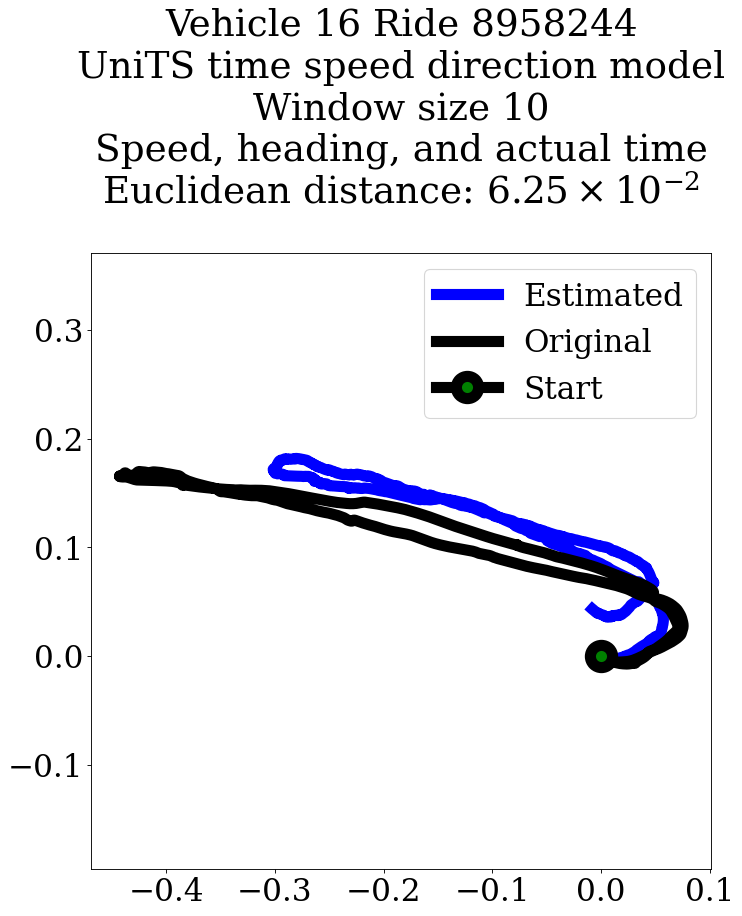 Vehicle 16 Ride 8958244
UniTS time speed direction model
Window size 10
Speed, heading, and actual time
Euclidean distance: 6.25 × 10⁻²
Estimated
Original
Start
0.3
0.2
0.1
0.0
−0.1
−0.4 −0.3 −0.2 −0.1 0.0 0.1